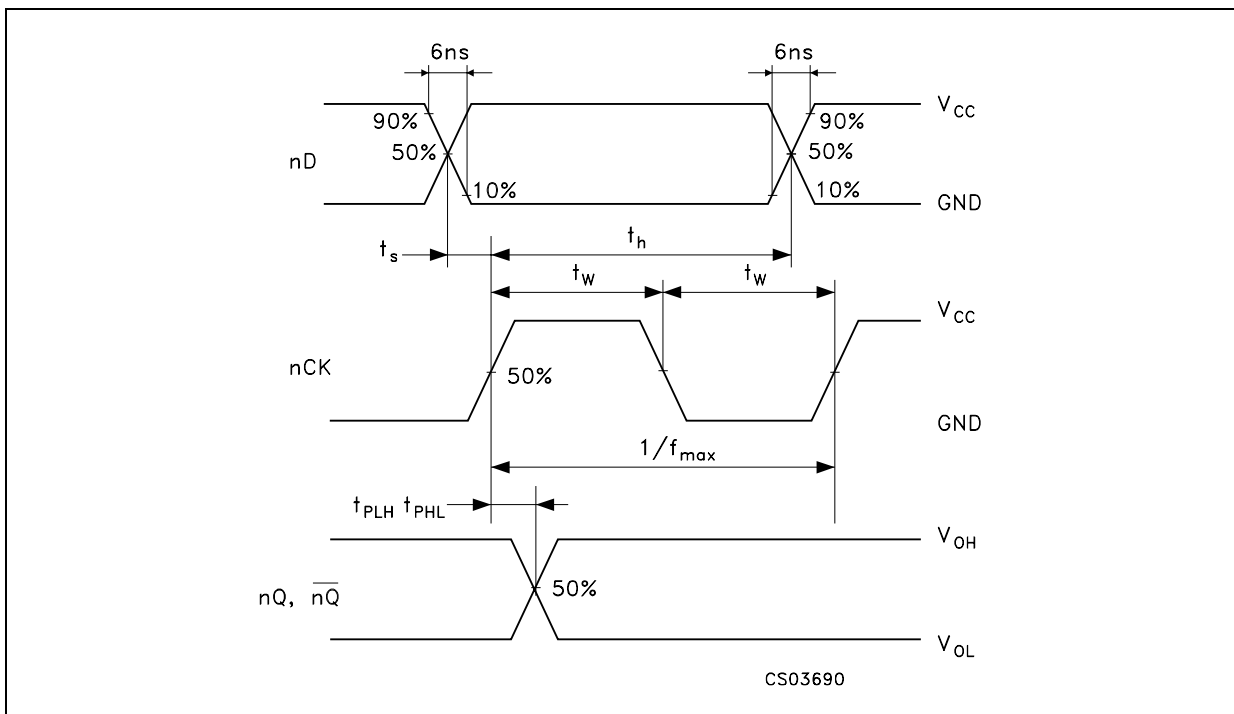 6ns 6ns
V_CC
90% 90%
nD 50% 50%
10% 10%
GND
t_s t_h
t_W t_W
V_CC
nCK 50%
GND
1/f_max
t_PLH t_PHL
V_OH
nQ, n̅Q̅ 50%
V_OL
CS03690